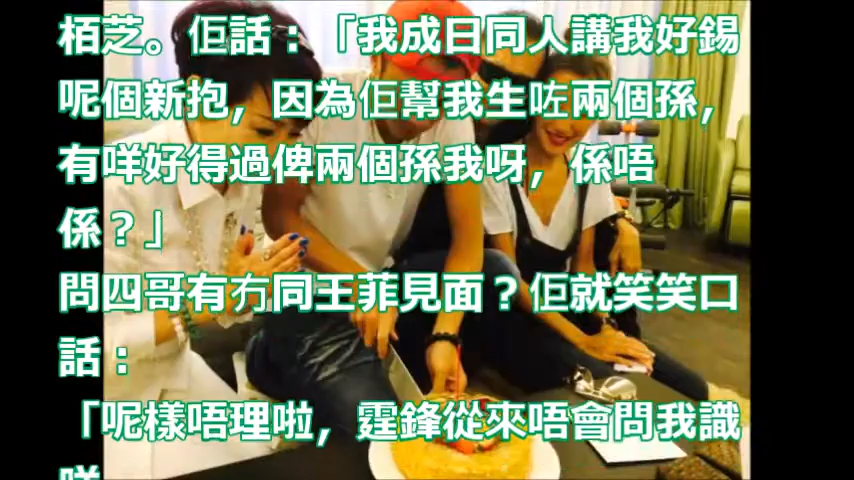 栢芝。佢話：「我成日同人講我好錫
呢個新抱，因為佢幫我生咗兩個孫，
有咩好得過俾兩個孫我呀，係唔
係？」
問四哥有冇同王菲見面？佢就笑笑口
話：
「呢樣唔理啦，霆鋒從來唔會問我識